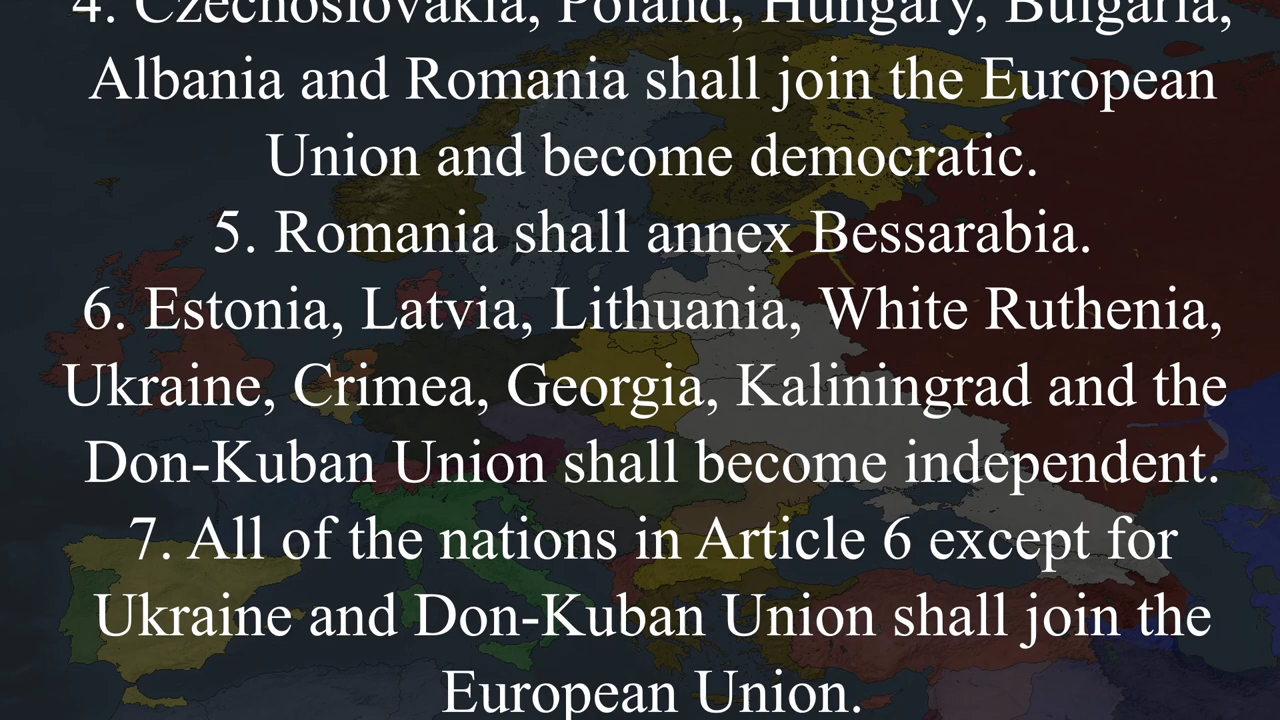 4. Czechoslovakia, Poland, Hungary, Bulgaria,
Albania and Romania shall join the European
Union and become democratic.
5. Romania shall annex Bessarabia.
6. Estonia, Latvia, Lithuania, White Ruthenia,
Ukraine, Crimea, Georgia, Kaliningrad and the
Don-Kuban Union shall become independent.
7. All of the nations in Article 6 except for
Ukraine and Don-Kuban Union shall join the
European Union.